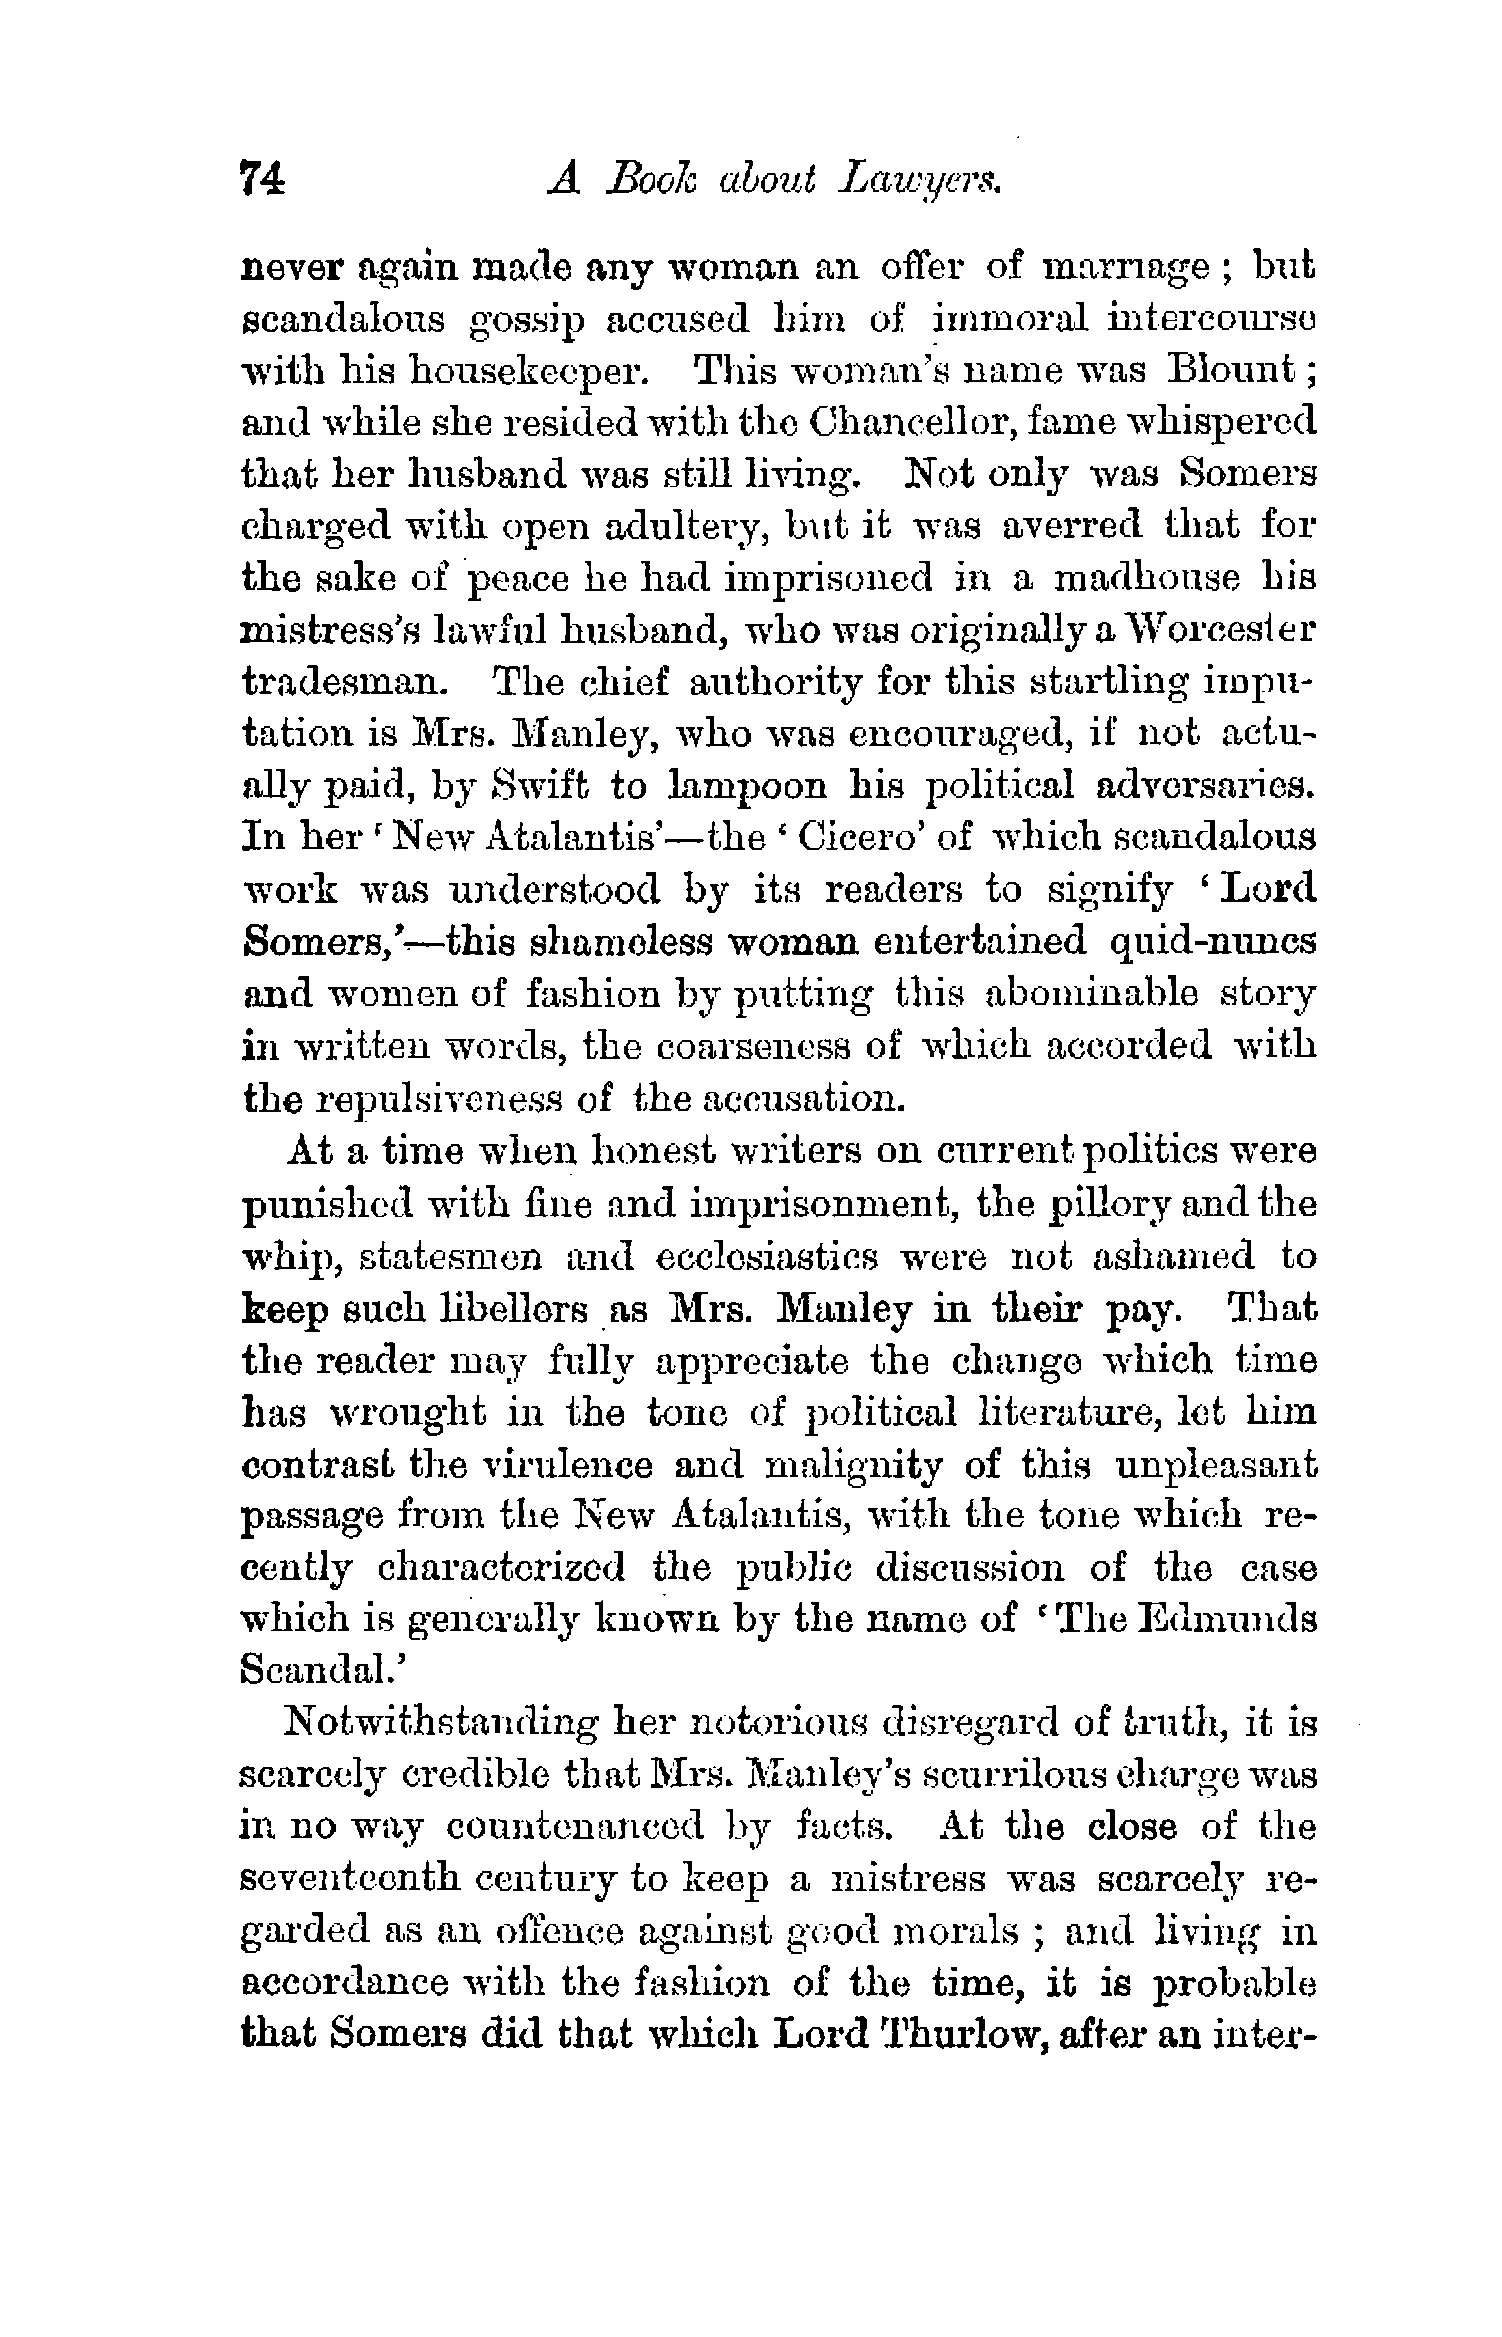 74 A Book about Lawyers.
never again made any woman an offer of marriage ; but
scandalous gossip accused him of immoral intercourse
with his housekeeper. This woman's name was Blount ;
and while she resided with the Chancellor, fame whispered
that her husband was still living. Not only was Somers
charged with open adultery, but it was averred that for
the sake of peace he had imprisoned in a madhouse his
mistress's lawful husband, who was originally a Worcester
tradesman. The chief authority for this startling impu-
tation is Mrs. Manley, who was encouraged, if not actu-
ally paid, by Swift to lampoon his political adversaries.
In her ‘ New Atalantis’—the ‘ Cicero’ of which scandalous
work was understood by its readers to signify ‘ Lord
Somers,’—this shameless woman entertained quid-nuncs
and women of fashion by putting this abominable story
in written words, the coarseness of which accorded with
the repulsiveness of the accusation.
At a time when honest writers on current politics were
punished with fine and imprisonment, the pillory and the
whip, statesmen and ecclesiastics were not ashamed to
keep such libellers as Mrs. Manley in their pay. That
the reader may fully appreciate the change which time
has wrought in the tone of political literature, let him
contrast the virulence and malignity of this unpleasant
passage from the New Atalantis, with the tone which re-
cently characterized the public discussion of the case
which is generally known by the name of ‘ The Edmunds
Scandal.’
Notwithstanding her notorious disregard of truth, it is
scarcely credible that Mrs. Manley's scurrilous charge was
in no way countenanced by facts. At the close of the
seventeenth century to keep a mistress was scarcely re-
garded as an offence against good morals ; and living in
accordance with the fashion of the time, it is probable
that Somers did that which Lord Thurlow, after an inter-